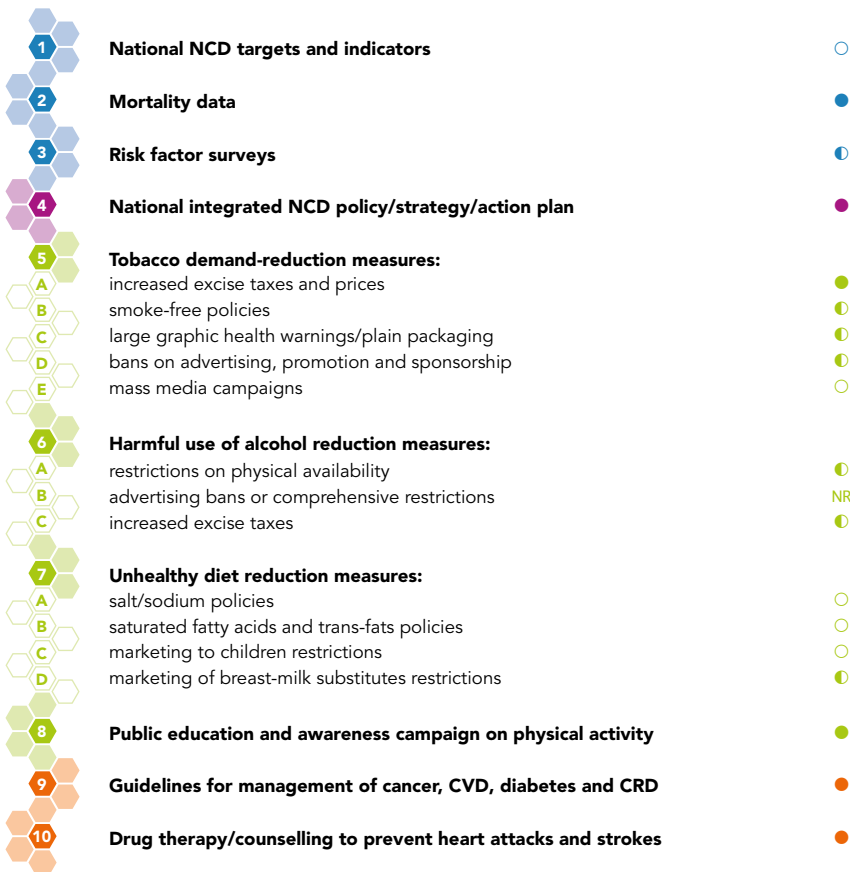 1 National NCD targets and indicators ○
2 Mortality data ●
3 Risk factor surveys ◐
4 National integrated NCD policy/strategy/action plan ●
5 Tobacco demand-reduction measures:
A increased excise taxes and prices ●
B smoke-free policies ◐
C large graphic health warnings/plain packaging ◐
D bans on advertising, promotion and sponsorship ◐
E mass media campaigns ○
6 Harmful use of alcohol reduction measures:
A restrictions on physical availability ◐
B advertising bans or comprehensive restrictions NR
C increased excise taxes ◐
7 Unhealthy diet reduction measures:
A salt/sodium policies ○
B saturated fatty acids and trans-fats policies ○
C marketing to children restrictions ○
D marketing of breast-milk substitutes restrictions ◐
8 Public education and awareness campaign on physical activity ●
9 Guidelines for management of cancer, CVD, diabetes and CRD ●
10 Drug therapy/counselling to prevent heart attacks and strokes ●